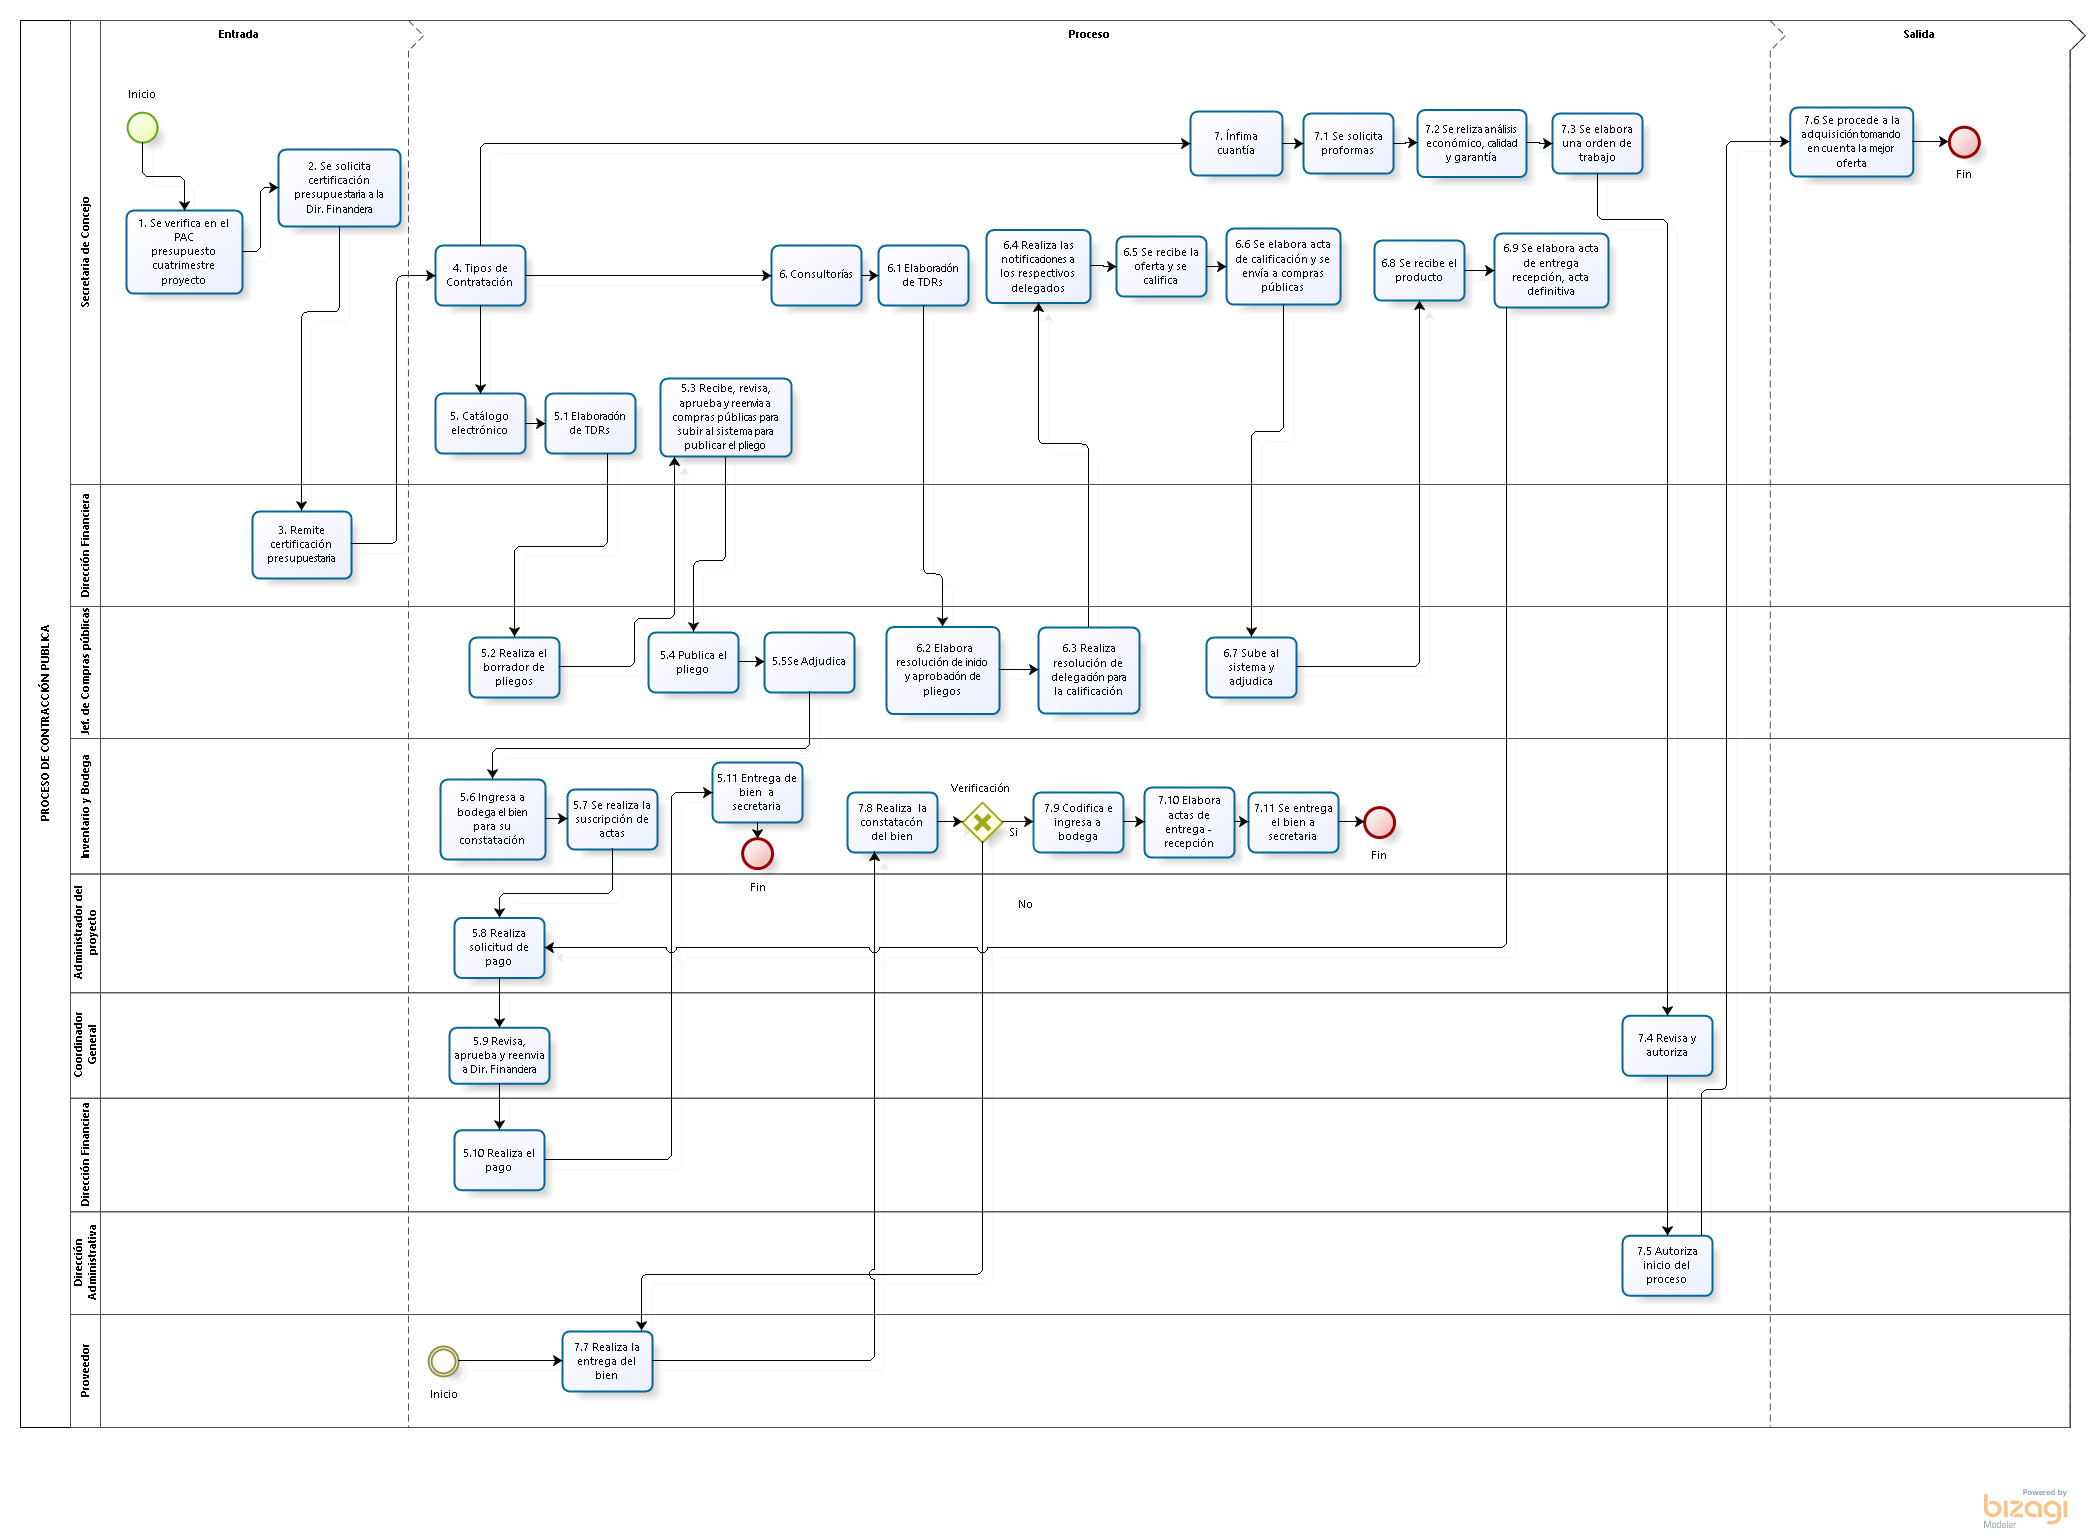 Entrada
Proceso
Salida
PROCESO DE CONTRACCIÓN PUBLICA
Secretaria de Concejo
Inicio
1. Se verifica en el
PAC
presupuesto
cuatrimestre
proyecto
2. Se solicita
certificación
presupuestaria a la
Dir. Financiera
4. Tipos de
Contratación
7. Ínfima
cuantía
7.1 Se solicita
proformas
7.2 Se reliza análisis
económico, calidad
y garantía
7.3 Se elabora
una orden de
trabajo
7.6 Se procede a la
adquisición tomando
en cuenta la mejor
oferta
Fin
6. Consultorías
6.1 Elaboración
de TDRs
6.4 Realiza las
notificaciones a
los respectivos
delegados
6.5 Se recibe la
oferta y se
califica
6.6 Se elabora acta
de calificación y se
envía a compras
públicas
6.8 Se recibe el
producto
6.9 Se elabora acta
de entrega
recepción, acta
definitiva
5. Catálogo
electrónico
5.1 Elaboración
de TDRs
5.3 Recibe, revisa,
aprueba y reenvia a
compras públicas para
subir al sistema para
publicar el pliego
Dirección Financiera
3. Remite
certificación
presupuestaria
Jef. de Compras públicas
5.2 Realiza el
borrador de
pliegos
5.4 Publica el
pliego
5.5Se Adjudica
6.2 Elabora
resolución de inicio
y aprobación de
pliegos
6.3 Realiza
resolución de
delegación para
la calificación
6.7 Sube al
sistema y
adjudica
Inventario y Bodega
5.6 Ingresa a
bodega el bien
para su
constatación
5.7 Se realiza la
suscripción de
actas
5.11 Entrega de
bien a
secretaria
Fin
7.8 Realiza la
constatacón
del bien
Verificación
Si
7.9 Codifica e
ingresa a
bodega
7.10 Elabora
actas de
entrega -
recepción
7.11 Se entrega
el bien a
secretaria
Fin
Administrador del
proyecto
No
5.8 Realiza
solicitud de
pago
Coordinador
General
5.9 Revisa,
aprueba y reenvia
a Dir. Financiera
7.4 Revisa y
autoriza
Dirección Financiera
5.10 Realiza el
pago
Dirección
Administrativa
7.5 Autoriza
inicio del
proceso
Proveedor
Inicio
7.7 Realiza la
entrega del
bien
Powered by
bizagi
Modeler